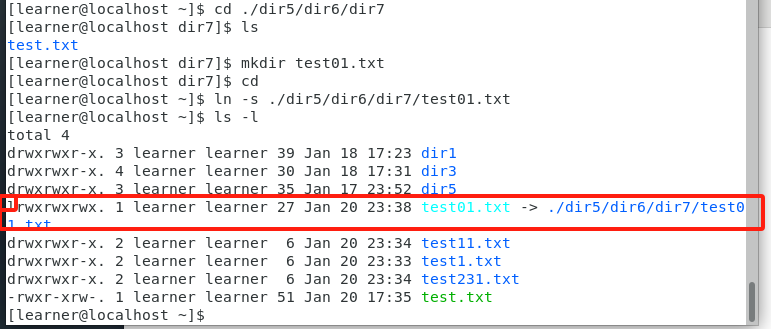 [learner@localhost ~]$ cd ./dir5/dir6/dir7
[learner@localhost dir7]$ ls
test.txt
[learner@localhost dir7]$ mkdir test01.txt
[learner@localhost dir7]$ cd
[learner@localhost ~]$ ln -s ./dir5/dir6/dir7/test01.txt
[learner@localhost ~]$ ls -l
total 4
drwxrwxr-x. 3 learner learner 39 Jan 18 17:23 dir1
drwxrwxr-x. 4 learner learner 30 Jan 18 17:31 dir3
drwxrwxr-x. 3 learner learner 35 Jan 17 23:52 dir5
lrwxrwxrwx. 1 learner learner 27 Jan 20 23:38 test01.txt -> ./dir5/dir6/dir7/test0
1.txt
drwxrwxr-x. 2 learner learner  6 Jan 20 23:34 test11.txt
drwxrwxr-x. 2 learner learner  6 Jan 20 23:33 test1.txt
drwxrwxr-x. 2 learner learner  6 Jan 20 23:34 test231.txt
-rwxr-xrw-. 1 learner learner 51 Jan 20 17:35 test.txt
[learner@localhost ~]$